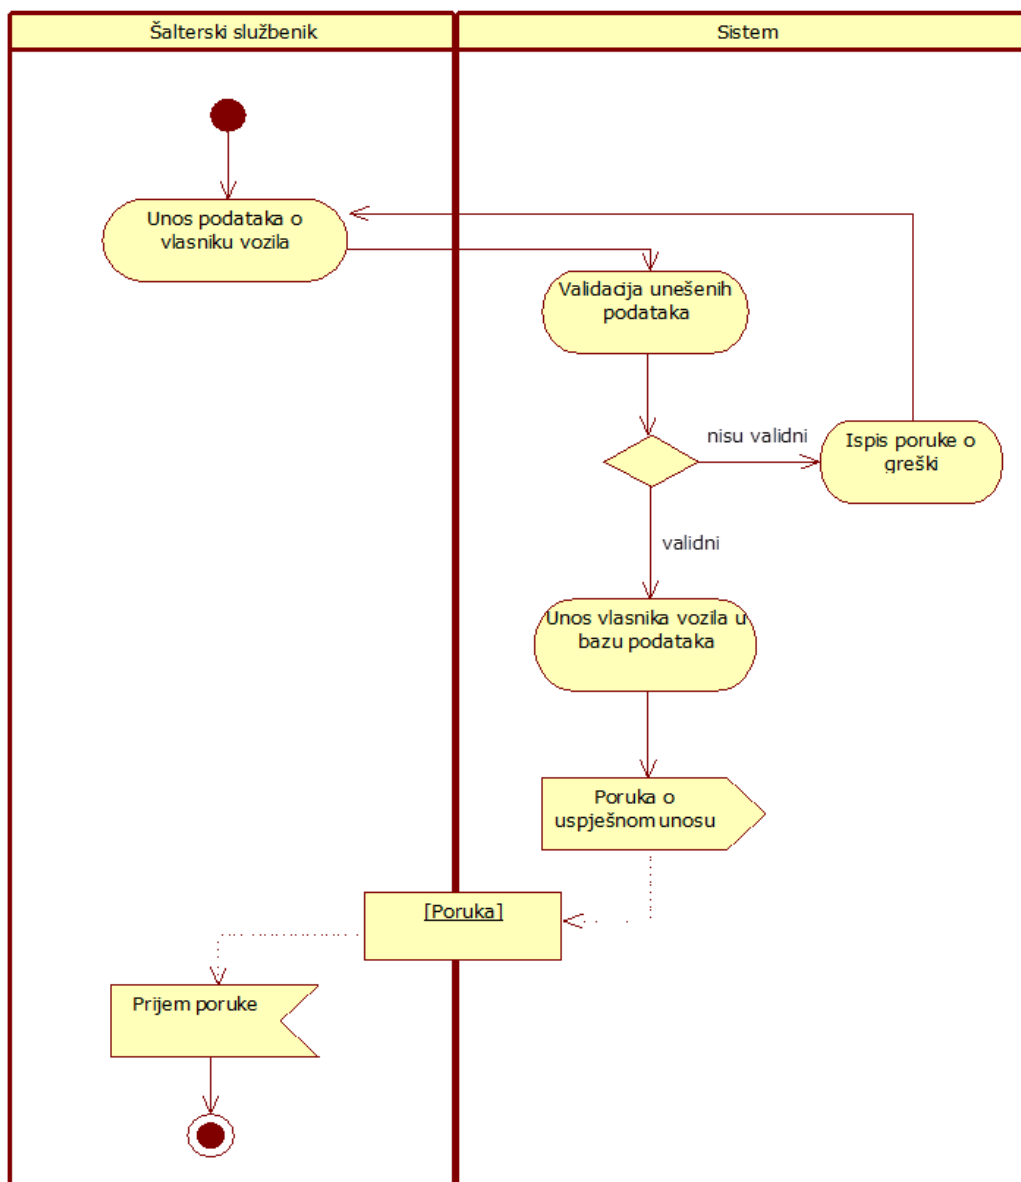 Šalterski službenik
Sistem
Unos podataka o
vlasniku vozila
Validacija unešenih
podataka
nisu validni
Ispis poruke o
greški
validni
Unos vlasnika vozila u
bazu podataka
Poruka o
uspješnom unosu
[Poruka]
Prijem poruke